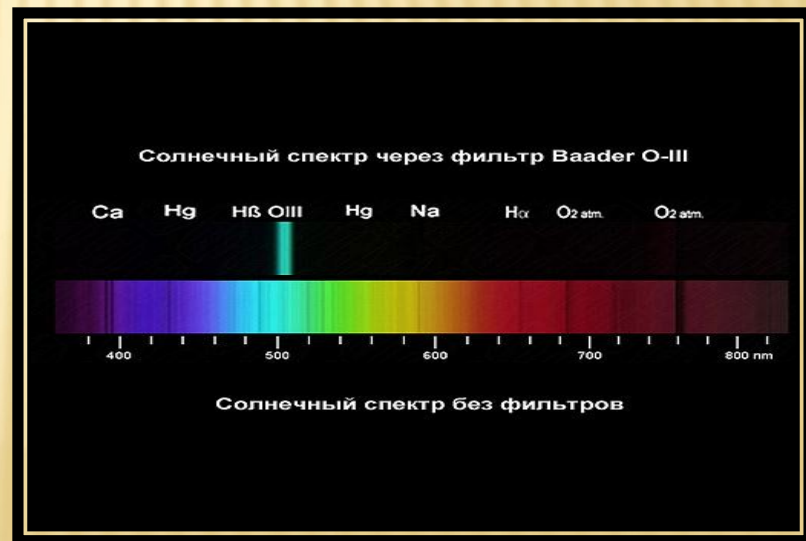 Солнечный спектр через фильтр Baader O-III
Ca Hg Hß OIII Hg Na Hα O2 atm. O2 atm.
400 500 600 700 800 nm
Солнечный спектр без фильтров